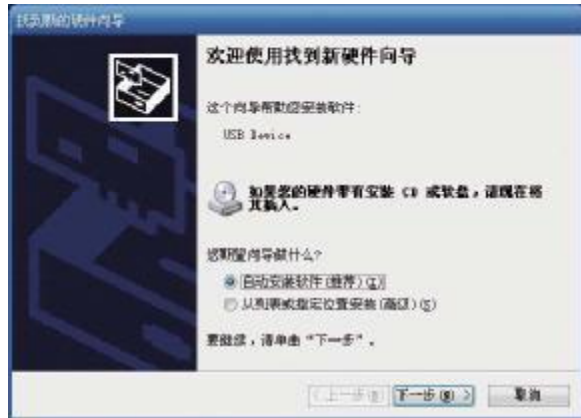 找到新的硬件向导
欢迎使用找到新硬件向导
这个向导帮助您安装软件:
USB Device
如果您的硬件带有安装 CD 或软盘，请现在将
其插入。
您期望向导做什么?
自动安装软件(推荐)(I)
从列表或指定位置安装(高级)(S)
要继续，请单击“下一步”。
<上一步(B)
下一步(N) >
取消